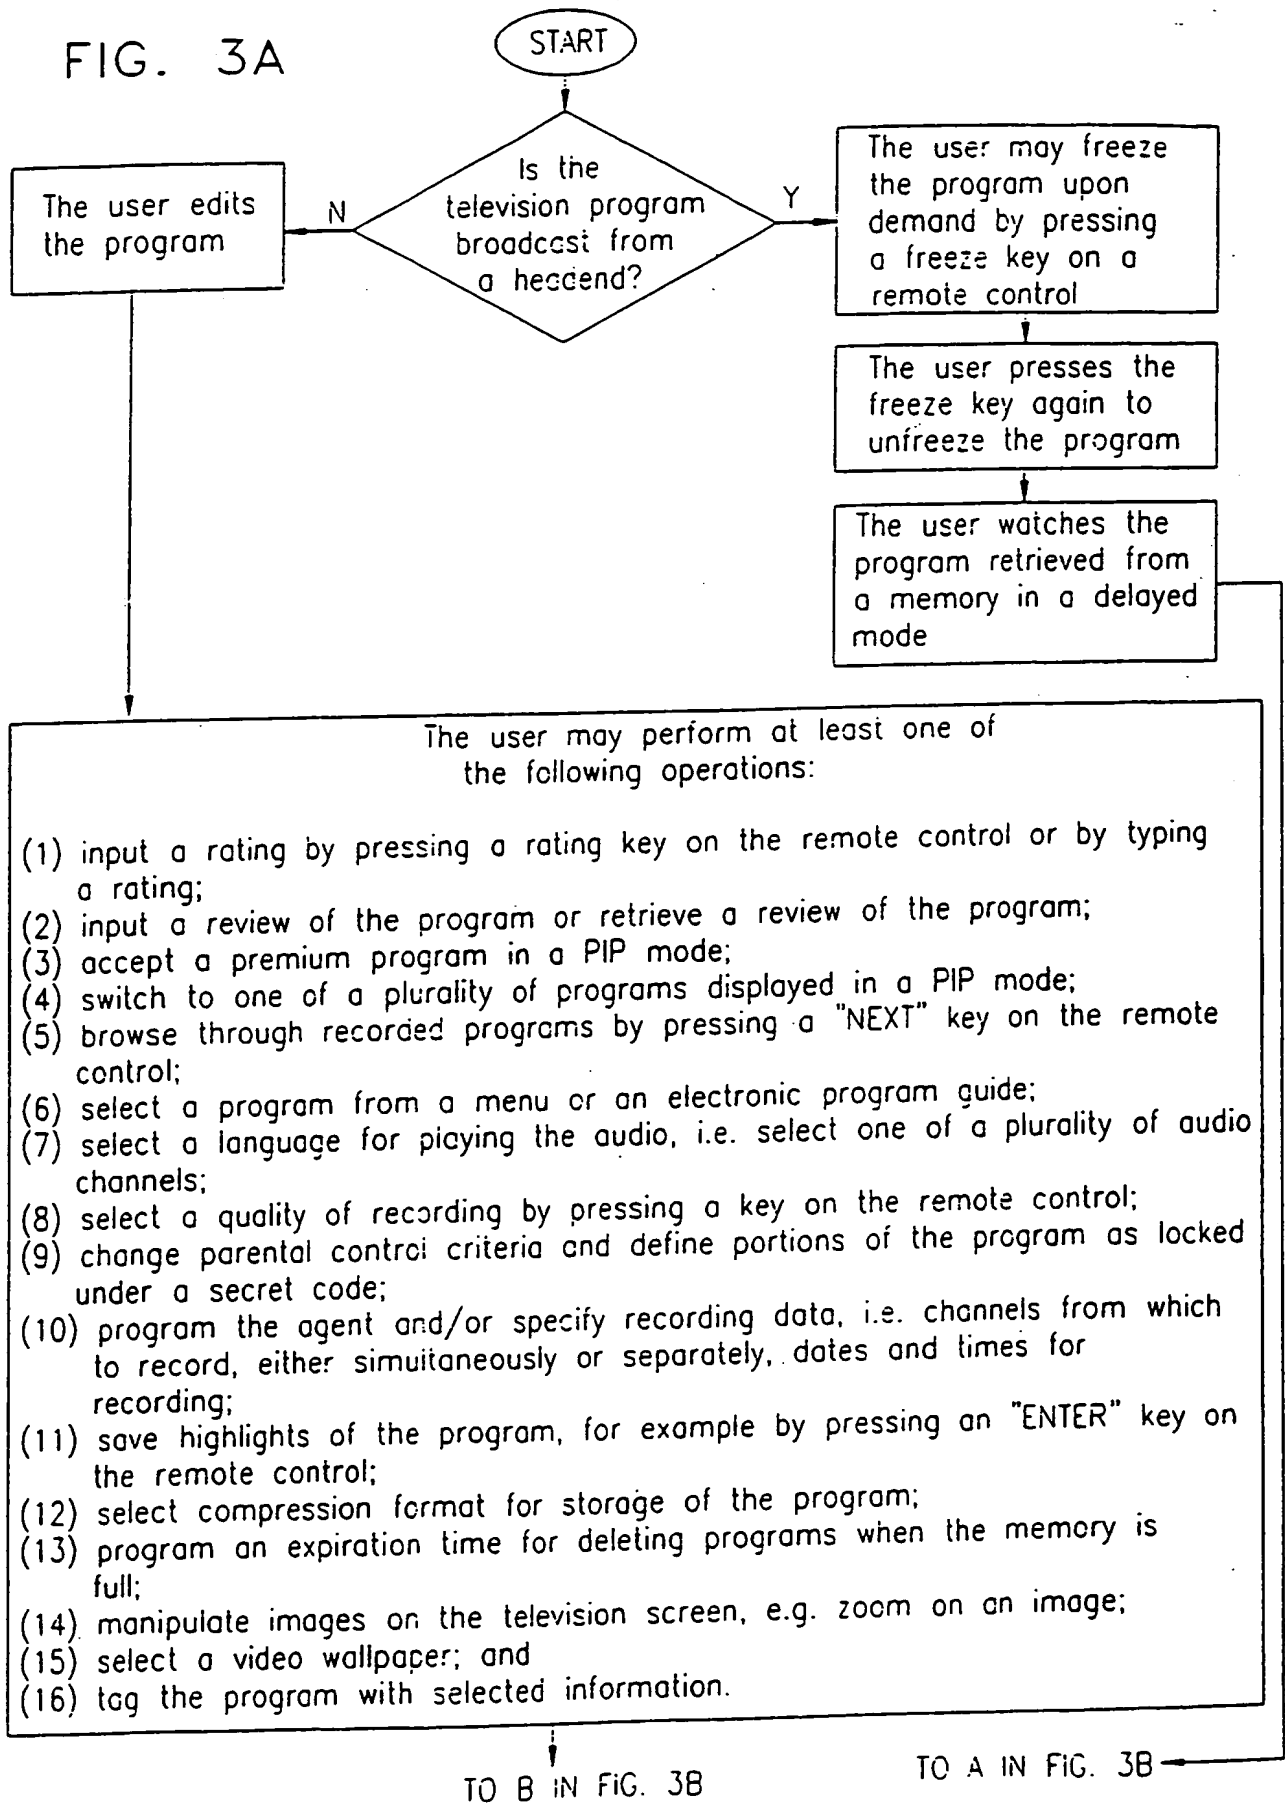 FIG. 3A
START
Is the
television program
broadcast from
a headend?
N
Y
The user edits
the program
The user may freeze
the program upon
demand by pressing
a freeze key on a
remote control
The user presses the
freeze key again to
unfreeze the program
The user watches the
program retrieved from
a memory in a delayed
mode
The user may perform at least one of
the following operations:
(1) input a rating by pressing a rating key on the remote control or by typing
a rating;
(2) input a review of the program or retrieve a review of the program;
(3) accept a premium program in a PIP mode;
(4) switch to one of a plurality of programs displayed in a PIP mode;
(5) browse through recorded programs by pressing a "NEXT" key on the remote
control;
(6) select a program from a menu or an electronic program guide;
(7) select a language for playing the audio, i.e. select one of a plurality of audio
channels;
(8) select a quality of recording by pressing a key on the remote control;
(9) change parental control criteria and define portions of the program as locked
under a secret code;
(10) program the agent and/or specify recording data, i.e. channels from which
to record, either simultaneously or separately, dates and times for
recording;
(11) save highlights of the program, for example by pressing an "ENTER" key on
the remote control;
(12) select compression format for storage of the program;
(13) program an expiration time for deleting programs when the memory is
full;
(14) manipulate images on the television screen, e.g. zoom on an image;
(15) select a video wallpaper; and
(16) tag the program with selected information.
TO B IN FIG. 3B
TO A IN FIG. 3B